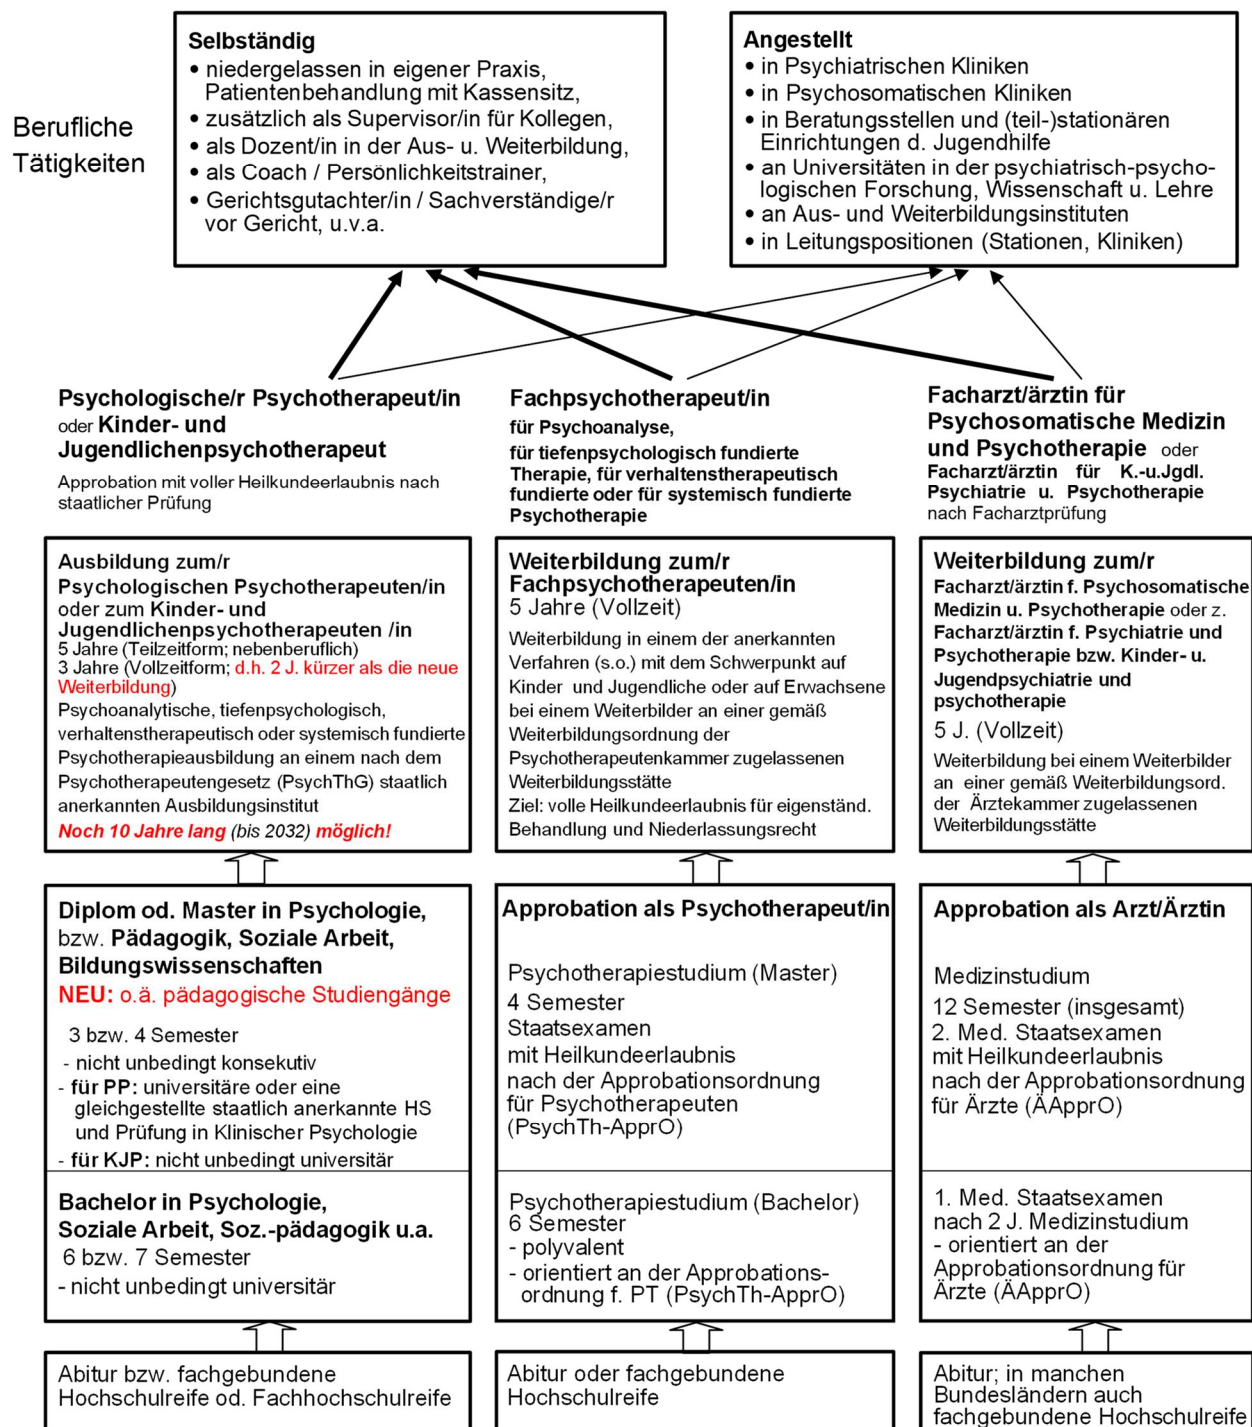 Berufliche
Tätigkeiten
Selbständig
• niedergelassen in eigener Praxis,
Patientenbehandlung mit Kassensitz,
• zusätzlich als Supervisor/in für Kollegen,
• als Dozent/in in der Aus- u. Weiterbildung,
• als Coach / Persönlichkeitstrainer,
• Gerichtsgutachter/in / Sachverständige/r
vor Gericht, u.v.a.
Angestellt
• in Psychiatrischen Kliniken
• in Psychosomatischen Kliniken
• in Beratungsstellen und (teil-)stationären
Einrichtungen d. Jugendhilfe
• an Universitäten in der psychiatrisch-psycho-
logischen Forschung, Wissenschaft u. Lehre
• an Aus- und Weiterbildungsinstituten
• in Leitungspositionen (Stationen, Kliniken)
Psychologische/r Psychotherapeut/in
oder Kinder- und
Jugendlichenpsychotherapeut
Approbation mit voller Heilkundeerlaubnis nach
staatlicher Prüfung
Fachpsychotherapeut/in
für Psychoanalyse,
für tiefenpsychologisch fundierte
Therapie, für verhaltenstherapeutisch
fundierte oder für systemisch fundierte
Psychotherapie
Facharzt/ärztin für
Psychosomatische Medizin
und Psychotherapie oder
Facharzt/ärztin für K.-u.Jgdl.
Psychiatrie u. Psychotherapie
nach Facharztprüfung
Ausbildung zum/r
Psychologischen Psychotherapeuten/in
oder zum Kinder- und
Jugendlichenpsychotherapeuten /in
5 Jahre (Teilzeitform; nebenberuflich)
3 Jahre (Vollzeitform; d.h. 2 J. kürzer als die neue
Weiterbildung)
Psychoanalytische, tiefenpsychologisch,
verhaltenstherapeutisch oder systemisch fundierte
Psychotherapieausbildung an einem nach dem
Psychotherapeutengesetz (PsychThG) staatlich
anerkannten Ausbildungsinstitut
Noch 10 Jahre lang (bis 2032) möglich!
Weiterbildung zum/r
Fachpsychotherapeuten/in
5 Jahre (Vollzeit)
Weiterbildung in einem der anerkannten
Verfahren (s.o.) mit dem Schwerpunkt auf
Kinder und Jugendliche oder auf Erwachsene
bei einem Weiterbilder an einer gemäß
Weiterbildungsordnung der
Psychotherapeutenkammer zugelassenen
Weiterbildungsstätte
Ziel: volle Heilkundeerlaubnis für eigenständ.
Behandlung und Niederlassungsrecht
Weiterbildung zum/r
Facharzt/ärztin f. Psychosomatische
Medizin u. Psychotherapie oder z.
Facharzt/ärztin f. Psychiatrie und
Psychotherapie bzw. Kinder- u.
Jugendpsychiatrie und
psychotherapie
5 J. (Vollzeit)
Weiterbildung bei einem Weiterbilder
an einer gemäß Weiterbildungsord.
der Ärztekammer zugelassenen
Weiterbildungsstätte
Diplom od. Master in Psychologie,
bzw. Pädagogik, Soziale Arbeit,
Bildungswissenschaften
NEU: o.ä. pädagogische Studiengänge
3 bzw. 4 Semester
- nicht unbedingt konsekutiv
- für PP: universitäre oder eine
gleichgestellte staatlich anerkannte HS
und Prüfung in Klinischer Psychologie
- für KJP: nicht unbedingt universitär
Bachelor in Psychologie,
Soziale Arbeit, Soz.-pädagogik u.a.
6 bzw. 7 Semester
- nicht unbedingt universitär
Approbation als Psychotherapeut/in
Psychotherapiestudium (Master)
4 Semester
Staatsexamen
mit Heilkundeerlaubnis
nach der Approbationsordnung
für Psychotherapeuten
(PsychTh-ApprO)
Psychotherapiestudium (Bachelor)
6 Semester
- polyvalent
- orientiert an der Approbations-
ordnung f. PT (PsychTh-ApprO)
Approbation als Arzt/Ärztin
Medizinstudium
12 Semester (insgesamt)
2. Med. Staatsexamen
mit Heilkundeerlaubnis
nach der Approbationsordnung
für Ärzte (ÄApprO)
1. Med. Staatsexamen
nach 2 J. Medizinstudium
- orientiert an der
Approbationsordnung für
Ärzte (ÄApprO)
Abitur bzw. fachgebundene
Hochschulreife od. Fachhochschulreife
Abitur oder fachgebundene
Hochschulreife
Abitur; in manchen
Bundesländern auch
fachgebundene Hochschulreife